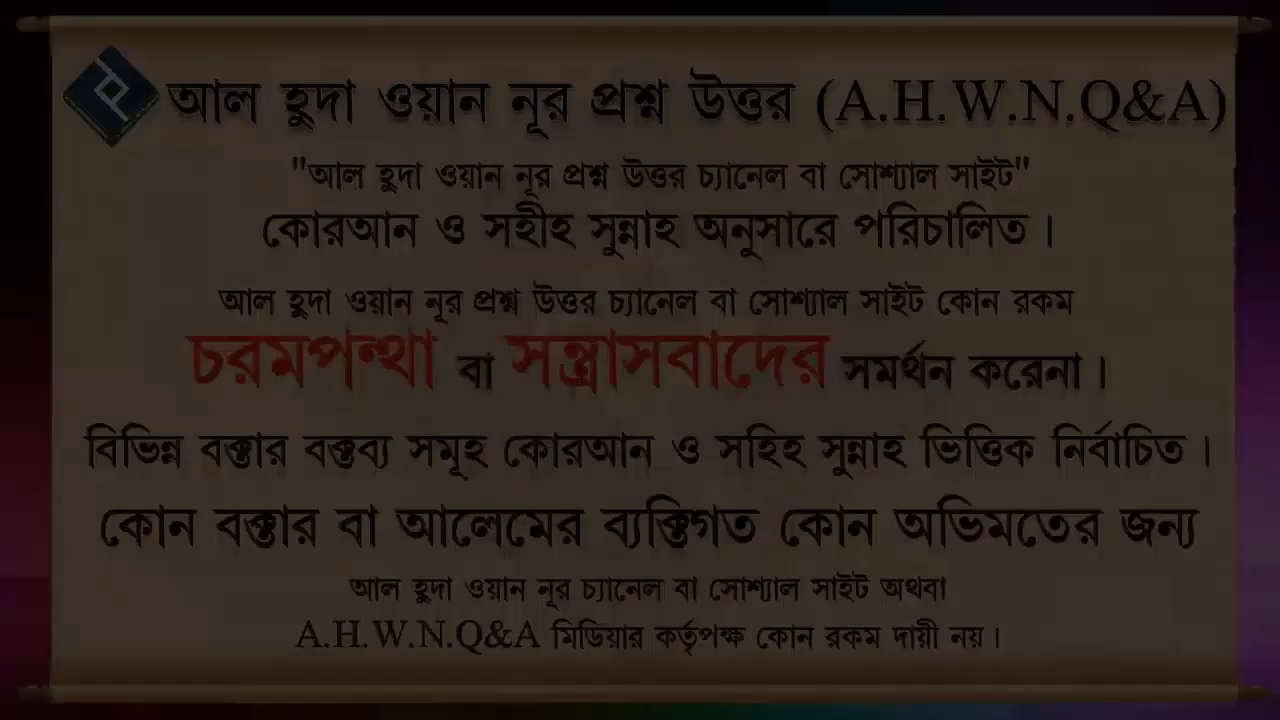 আল হুদা ওয়ান নূর প্রশ্ন উত্তর (A.H.W.N.Q&A)
"আল হুদা ওয়ান নূর প্রশ্ন উত্তর চ্যানেল বা সোশ্যাল সাইট"
কোরআন ও সহীহ সুন্নাহ অনুসারে পরিচালিত ।
আল হুদা ওয়ান নূর প্রশ্ন উত্তর চ্যানেল বা সোশ্যাল সাইট কোন রকম
চরমপন্থা বা সন্ত্রাসবাদের সমর্থন করেনা ।
বিভিন্ন বক্তার বক্তব্য সমূহ কোরআন ও সহিহ সুন্নাহ ভিত্তিক নির্বাচিত ।
কোন বক্তার বা আলেমের ব্যক্তিগত কোন অভিমতের জন্য
আল হুদা ওয়ান নূর চ্যানেল বা সোশ্যাল সাইট অথবা
A.H.W.N.Q&A মিডিয়ার কর্তৃপক্ষ কোন রকম দায়ী নয় ।